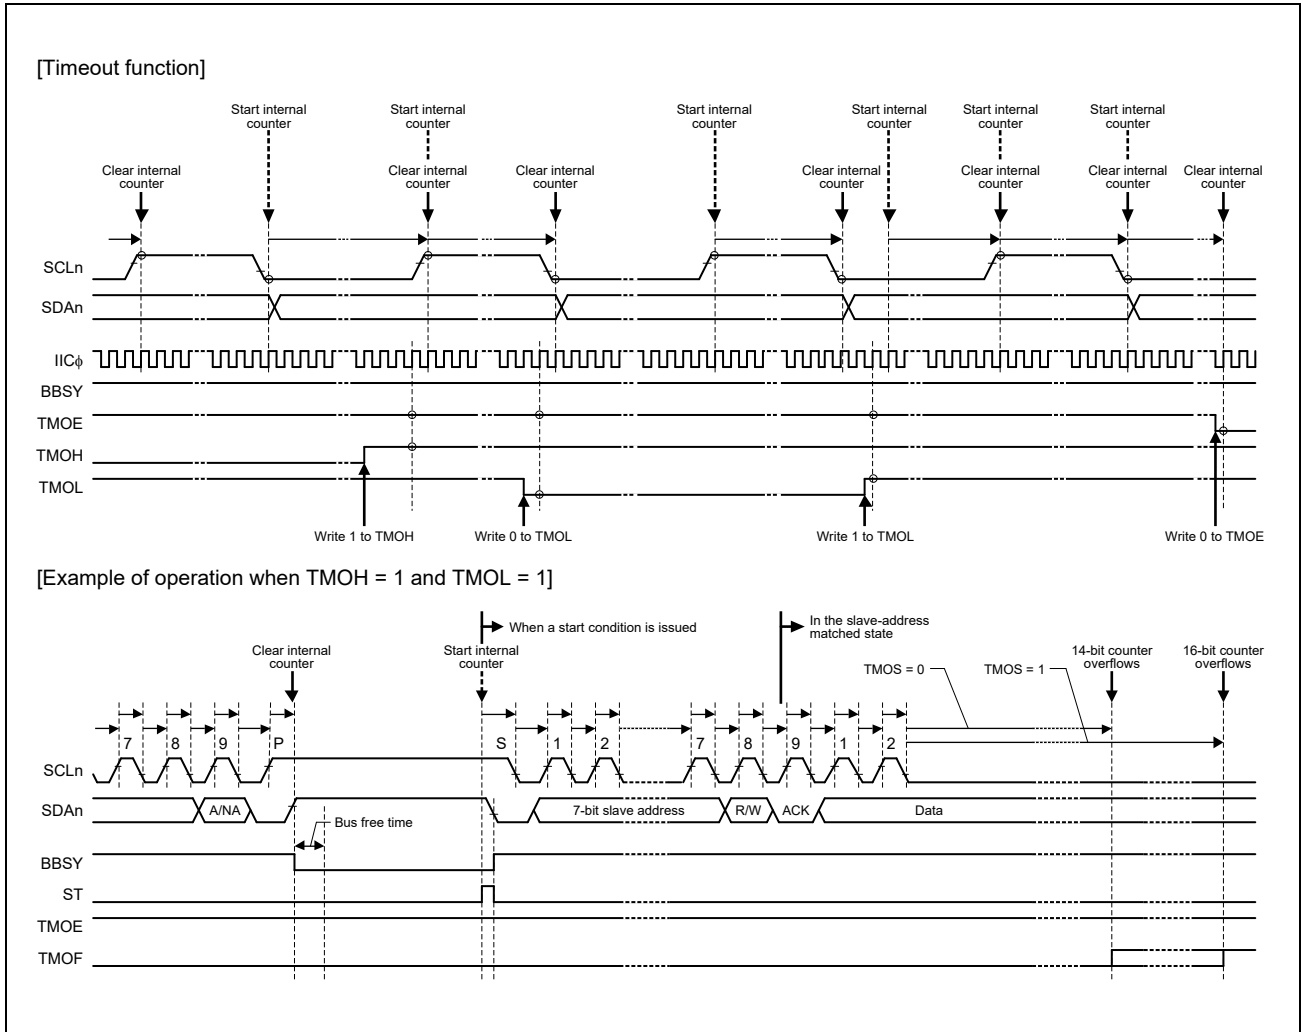 [Timeout function]
Start internal
counter
Start internal
counter
Start internal
counter
Start internal
counter
Start internal
counter
Start internal
counter
Clear internal
counter
Clear internal
counter
Clear internal
counter
Clear internal
counter
Clear internal
counter
Clear internal
counter
Clear internal
counter
SCLn
SDAn
IICϕ
BBSY
TMOE
TMOH
TMOL
Write 1 to TMOH
Write 0 to TMOL
Write 1 to TMOL
Write 0 to TMOE
[Example of operation when TMOH = 1 and TMOL = 1]
When a start condition is issued
In the slave-address
matched state
Clear internal
counter
Start internal
counter
TMOS = 0
TMOS = 1
14-bit counter
overflows
16-bit counter
overflows
7 8 9 P S 1 2 7 8 9 1 2
SCLn
SDAn A/NA 7-bit slave address R/W ACK Data
Bus free time
BBSY
ST
TMOE
TMOF